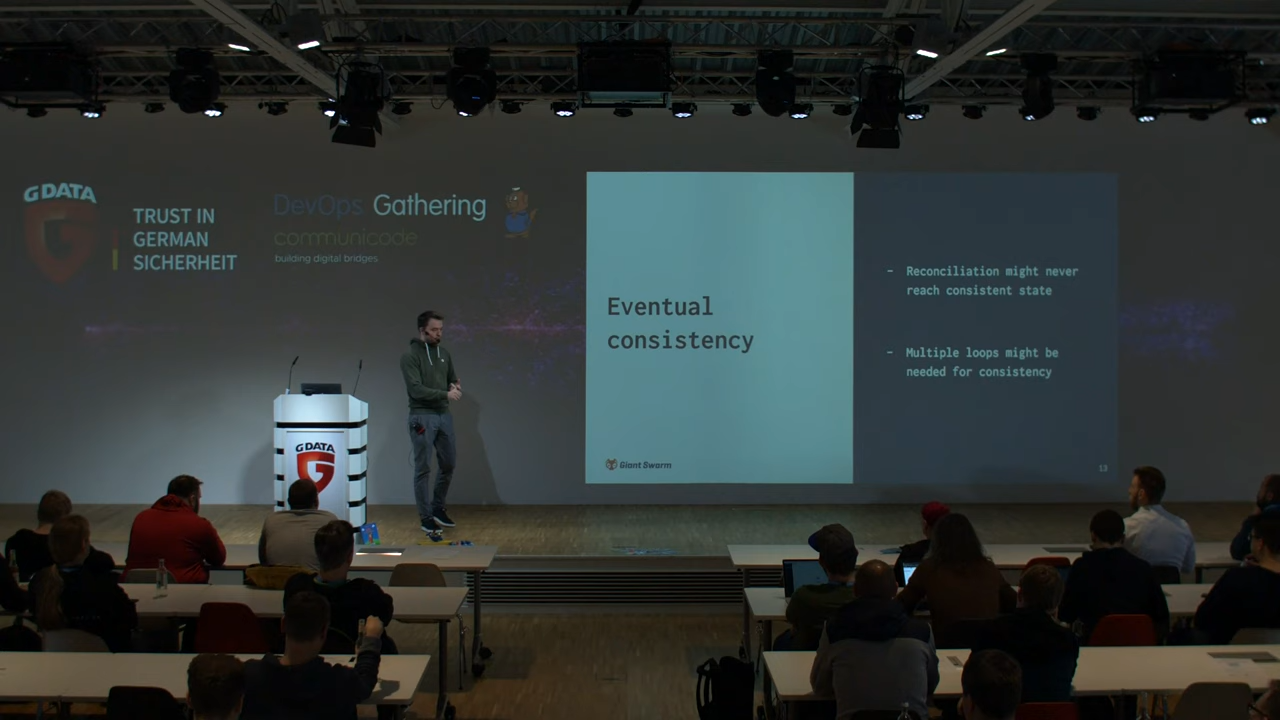 G DATA
TRUST IN
GERMAN
SICHERHEIT
DevOps Gathering
communicode
building digital bridges
Eventual
consistency
- Reconciliation might never
reach consistent state
- Multiple loops might be
needed for consistency
Giant Swarm
13
G DATA